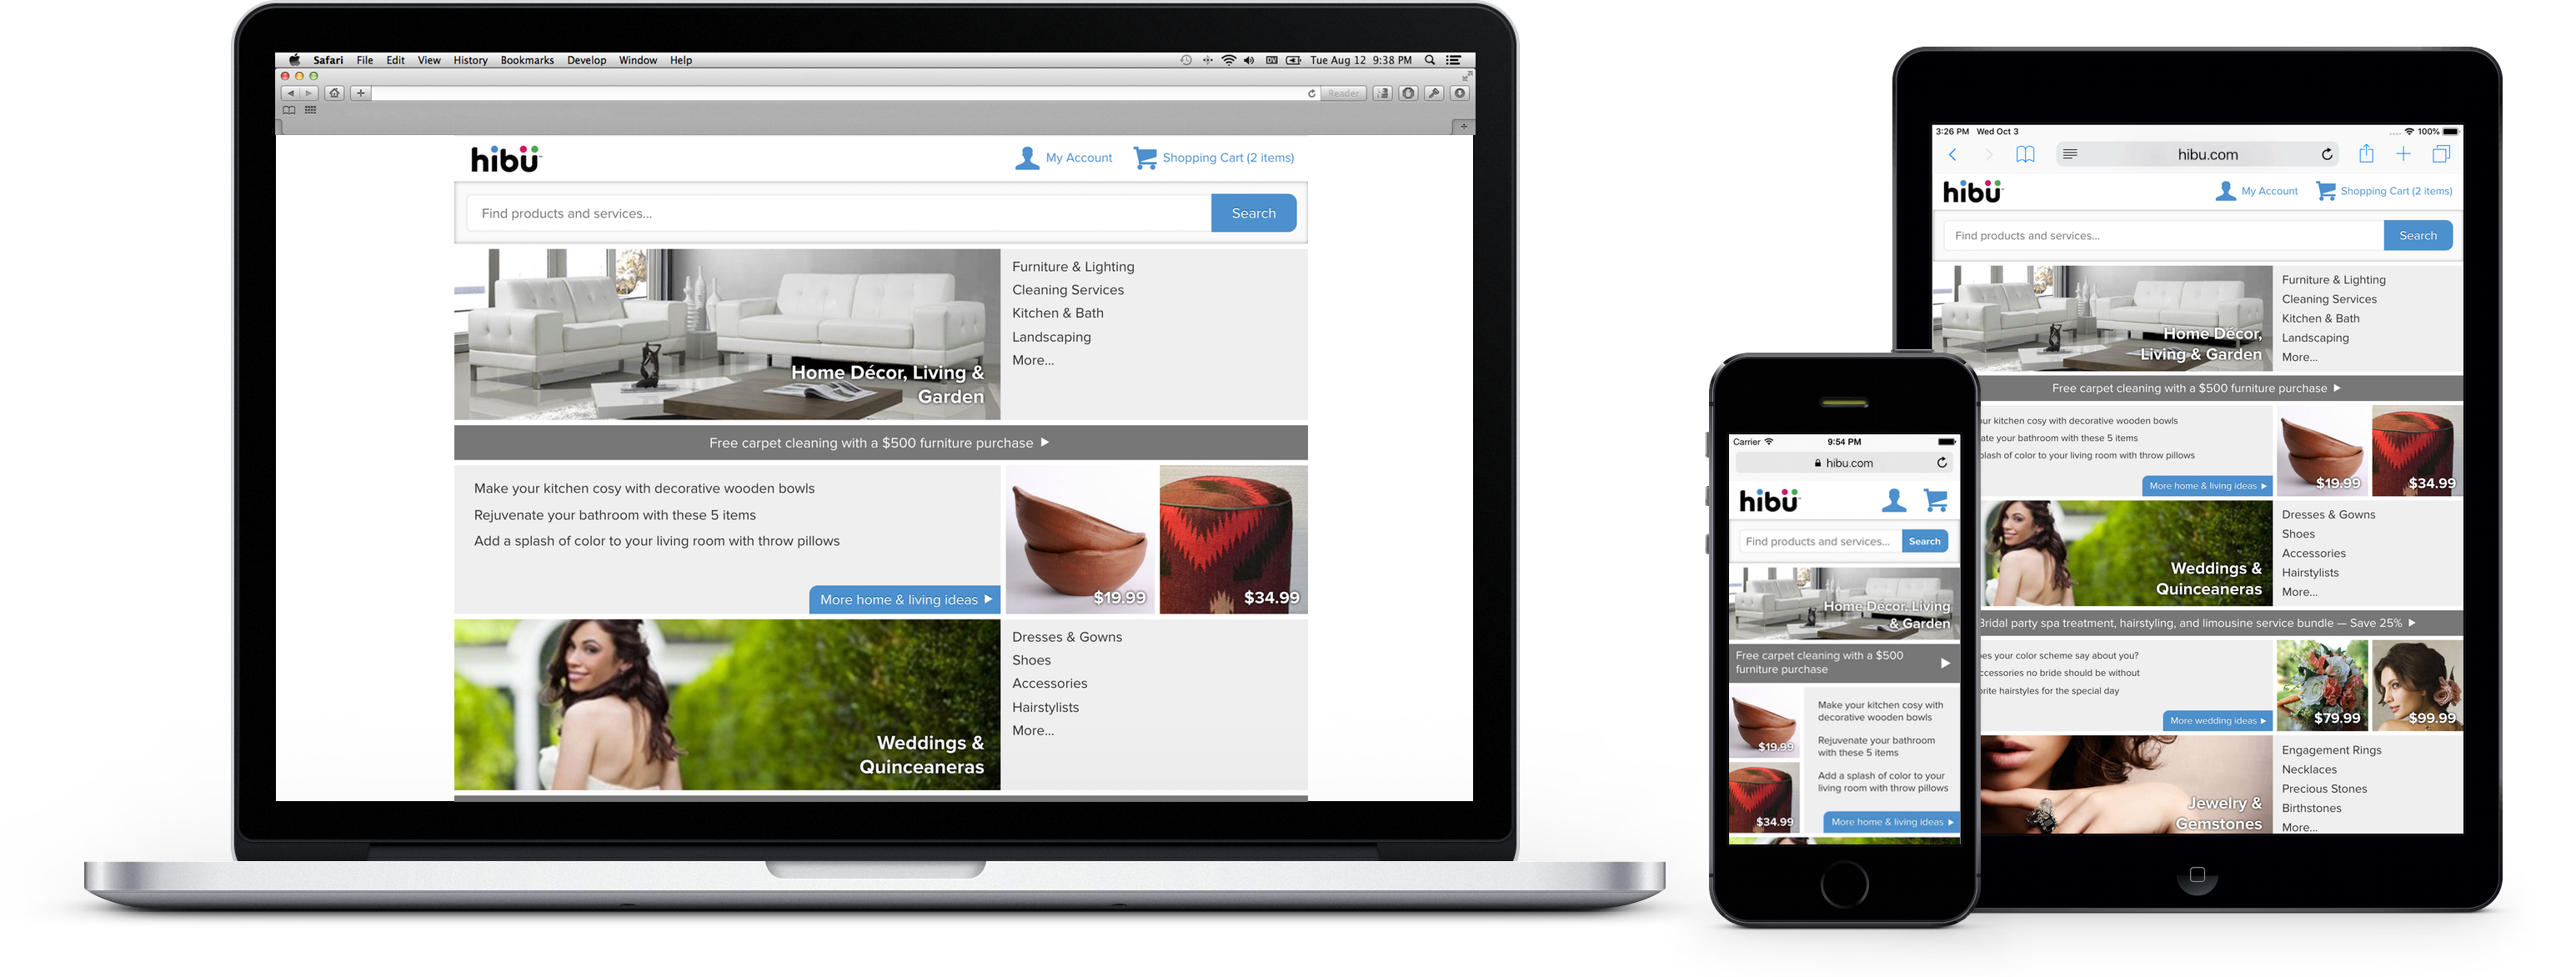 Safari File Edit View History Bookmarks Develop Window Help Tue Aug 12 9:38 PM
Reader
hibü My Account Shopping Cart (2 items)
Find products and services... Search
Furniture & Lighting
Cleaning Services
Kitchen & Bath
Landscaping
More...
Home Décor, Living &
Garden
Free carpet cleaning with a $500 furniture purchase
Make your kitchen cosy with decorative wooden bowls
Rejuvenate your bathroom with these 5 items
Add a splash of color to your living room with throw pillows
More home & living ideas
$19.99 $34.99
Dresses & Gowns
Shoes
Accessories
Hairstylists
More...
Weddings &
Quinceaneras
Carrier 9:54 PM
hibu.com
hibü
Find products and services... Search
Home Décor, Living
& Garden
Free carpet cleaning with a $500
furniture purchase
$19.99
$34.99
Make your kitchen cosy with
decorative wooden bowls
Rejuvenate your bathroom
with these 5 items
Add a splash of color to your
living room with throw pillows
More home & living ideas
3:26 PM Wed Oct 3 100%
hibu.com
hibü My Account Shopping Cart (2 items)
Find products and services... Search
Home Décor,
Living & Garden
Furniture & Lighting
Cleaning Services
Kitchen & Bath
Landscaping
More...
Free carpet cleaning with a $500 furniture purchase
kitchen cosy with decorative wooden bowls
your bathroom with these 5 items
of color to your living room with throw pillows
More home & living ideas
$19.99 $34.99
Weddings &
Quinceaneras
Dresses & Gowns
Shoes
Accessories
Hairstylists
More...
Bridal party spa treatment, hairstyling, and limousine service bundle — Save 25%
your color scheme say about you?
no bride should be without
hairstyles for the special day
More wedding ideas
$79.99 $99.99
Jewelry &
Gemstones
Engagement Rings
Necklaces
Precious Stones
Birthstones
More...